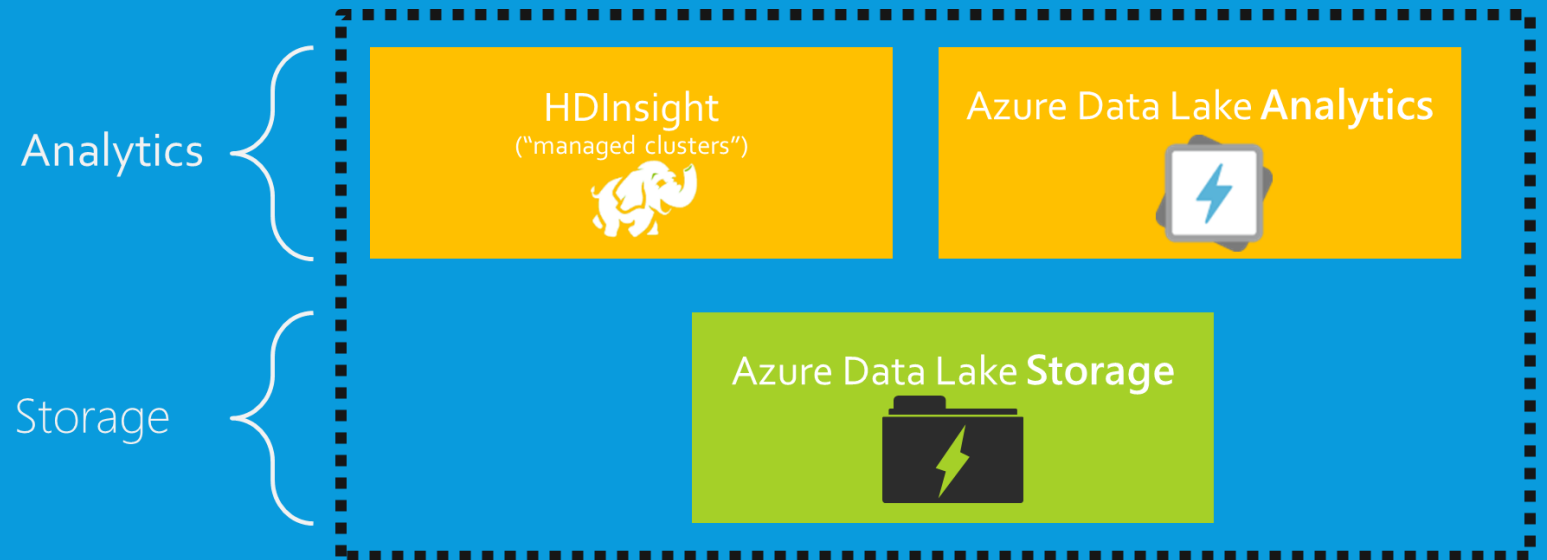 Analytics
HDInsight
(“managed clusters”)
Azure Data Lake Analytics
Storage
Azure Data Lake Storage